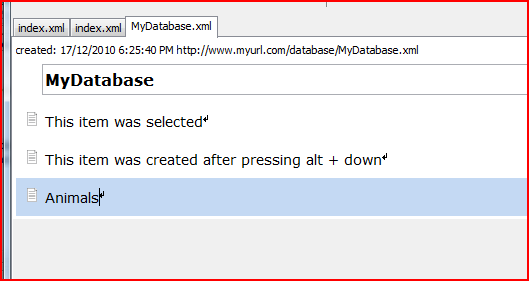 index.xml index.xml MyDatabase.xml
created: 17/12/2010 6:25:40 PM http://www.myurl.com/database/MyDatabase.xml
MyDatabase
This item was selected↵
This item was created after pressing alt + down↵
Animals↵